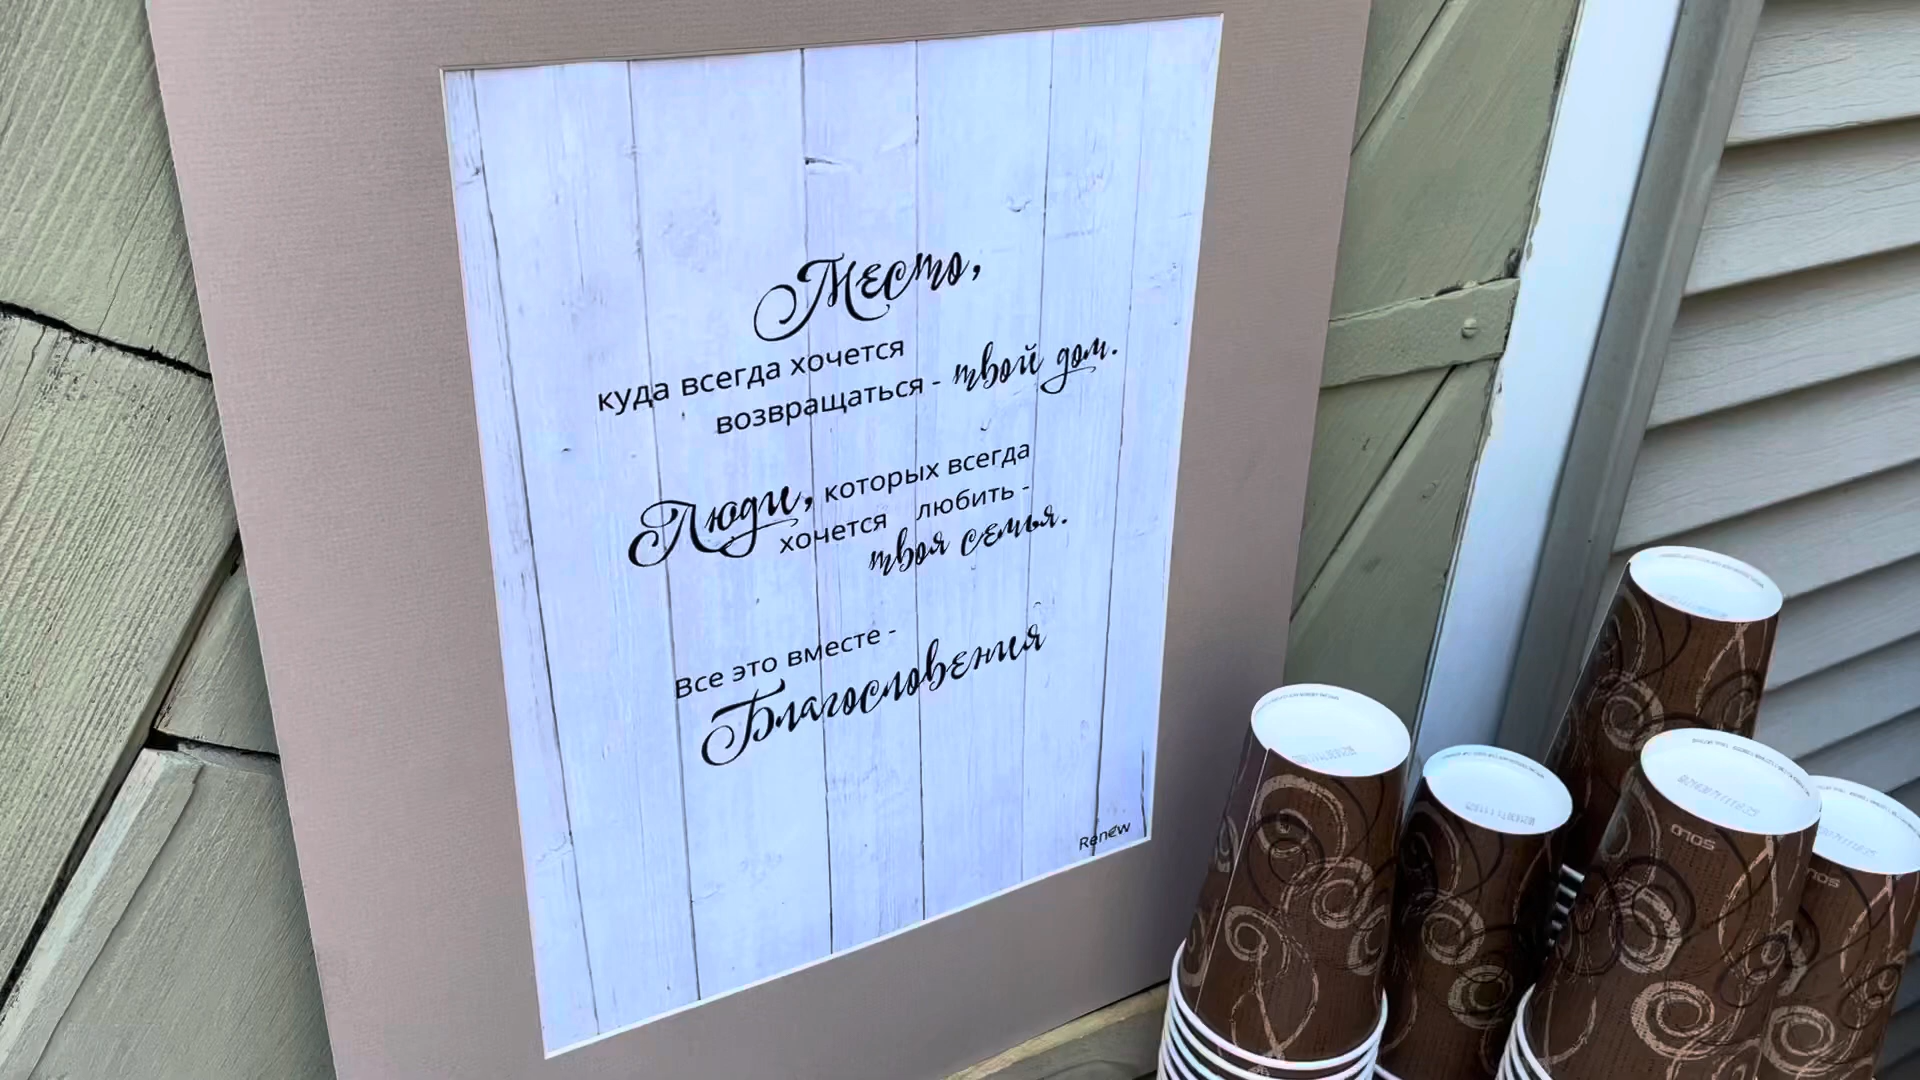 Место,
куда всегда хочется
возвращаться - твой дом.
Люди, которых всегда
хочется любить -
твоя семья.
Все это вместе -
Благословения
Renew
SOLO